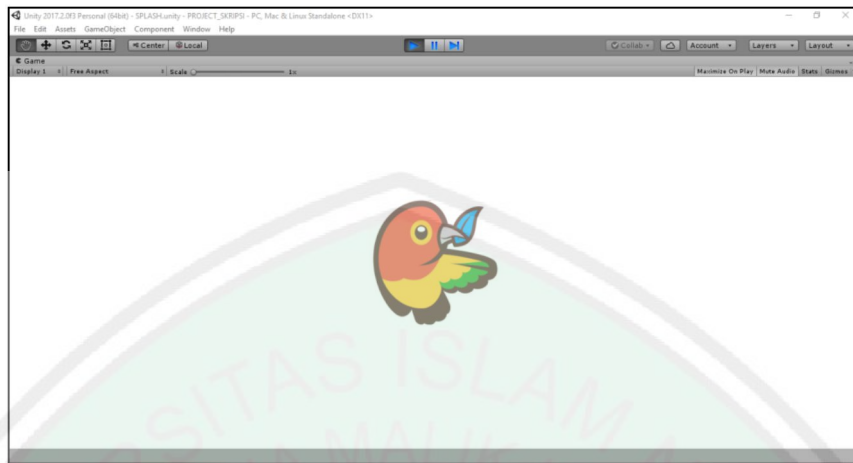 Unity 2017.2.0f3 Personal (64bit) - SPLASH.unity - PROJECT_SKRIPSI - PC, Mac & Linux Standalone <DX11>
File Edit Assets GameObject Component Window Help
Center Local Collab Account Layers Layout
Game
Display 1 Free Aspect Scale 1x Maximize On Play Mute Audio Stats Gizmos
SITAS ISLAM
MALIK